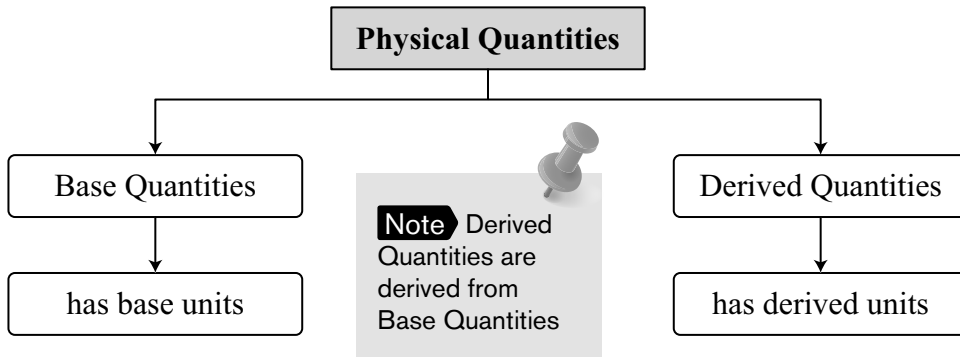 Physical Quantities
Base Quantities
Derived Quantities
Note Derived
Quantities are
derived from
Base Quantities
has base units
has derived units